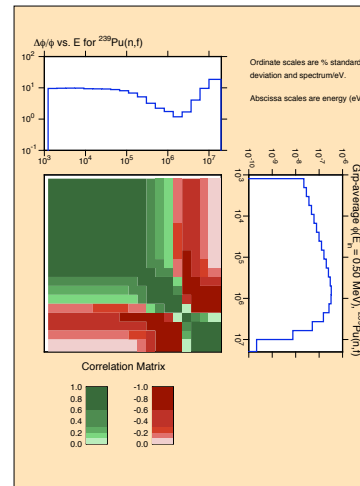 Δϕ/ϕ vs. E for ²³⁹Pu(n,f)
Ordinate scales are % standard
deviation and spectrum/eV.
Abscissa scales are energy (eV
10²
10¹
10⁰
10⁻¹
10³ 10⁴ 10⁵ 10⁶ 10⁷
10⁻¹⁰ 10⁻⁹ 10⁻⁸ 10⁻⁷ 10⁻⁶
10³
10⁴
10⁵
10⁶
10⁷
Grp-average ϕ(Eₙ = 0.50 MeV), ²³⁹Pu(n,f)
Correlation Matrix
1.0 -1.0
0.8 -0.8
0.6 -0.6
0.4 -0.4
0.2 -0.2
0.0 0.0